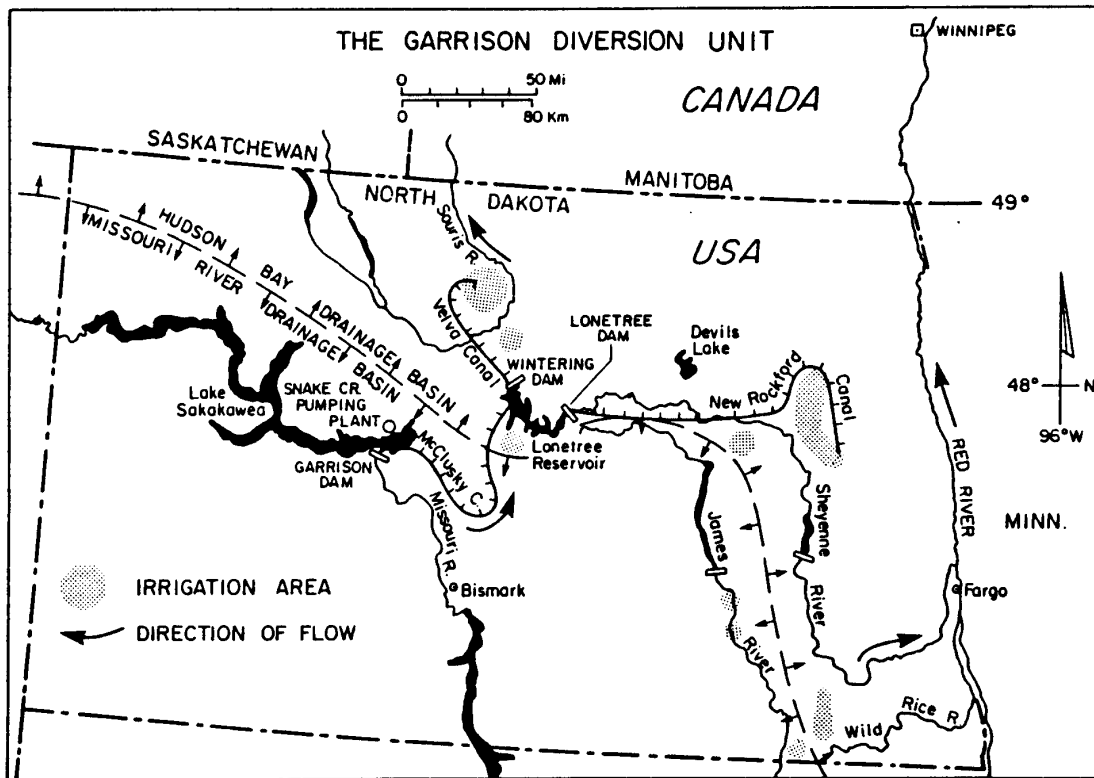 THE GARRISON DIVERSION UNIT
0 50 Mi
0 80 Km
WINNIPEG
CANADA
SASKATCHEWAN
MANITOBA
NORTH DAKOTA
49°
USA
Souris R.
HUDSON BAY DRAINAGE BASIN
MISSOURI RIVER DRAINAGE BASIN
Velva Canal
LONETREE
DAM
Devils
Lake
WINTERING
DAM
New Rockford Canal
48°
N
96°W
Lake
Sakakawea
SNAKE CR.
PUMPING
PLANT
GARRISON
DAM
McClusky C.
Lonetree
Reservoir
Missouri R.
RED RIVER
MINN.
James River
Sheyenne River
IRRIGATION AREA
Bismark
Fargo
DIRECTION OF FLOW
Wild Rice R.